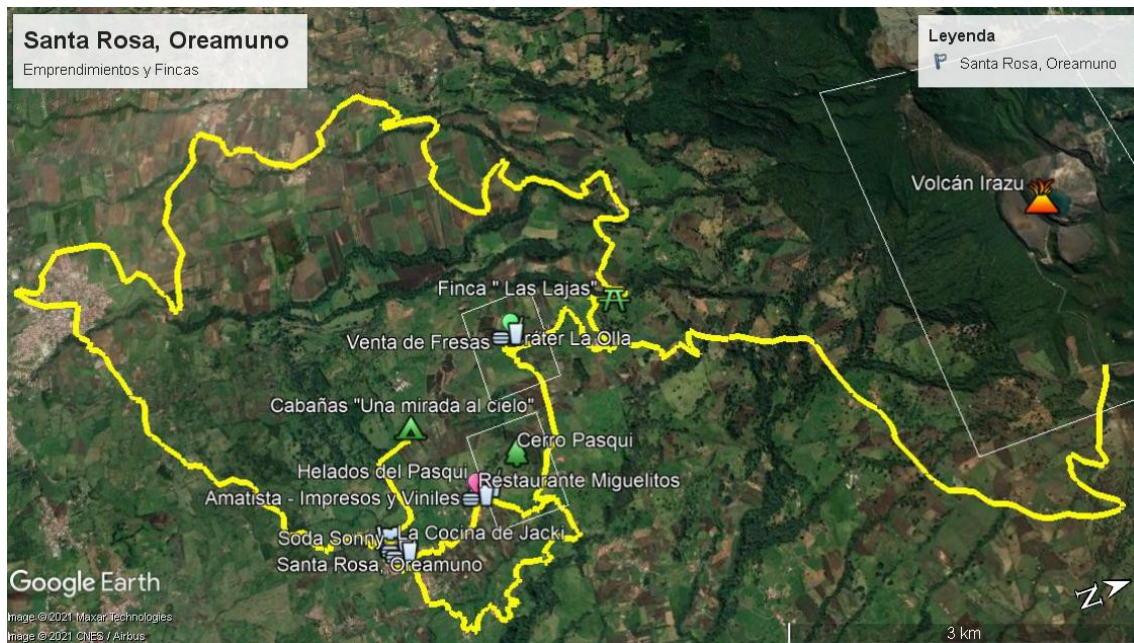 Santa Rosa, Oreamuno
Emprendimientos y Fincas
Leyenda
Santa Rosa, Oreamuno
Volcán Irazu
Finca " Las Lajas"
Venta de Fresas
ráter La Olla
Cabañas "Una mirada al cielo"
Cerro Pasqui
Helados del Pasqui
Restaurante Miguelitos
Amatista - Impresos y Viniles
Soda Sonny
La Cocina de Jacki
Santa Rosa, Oreamuno
Google Earth
Image © 2021 Maxar Technologies
Image © 2021 CNES / Airbus
N
3 km